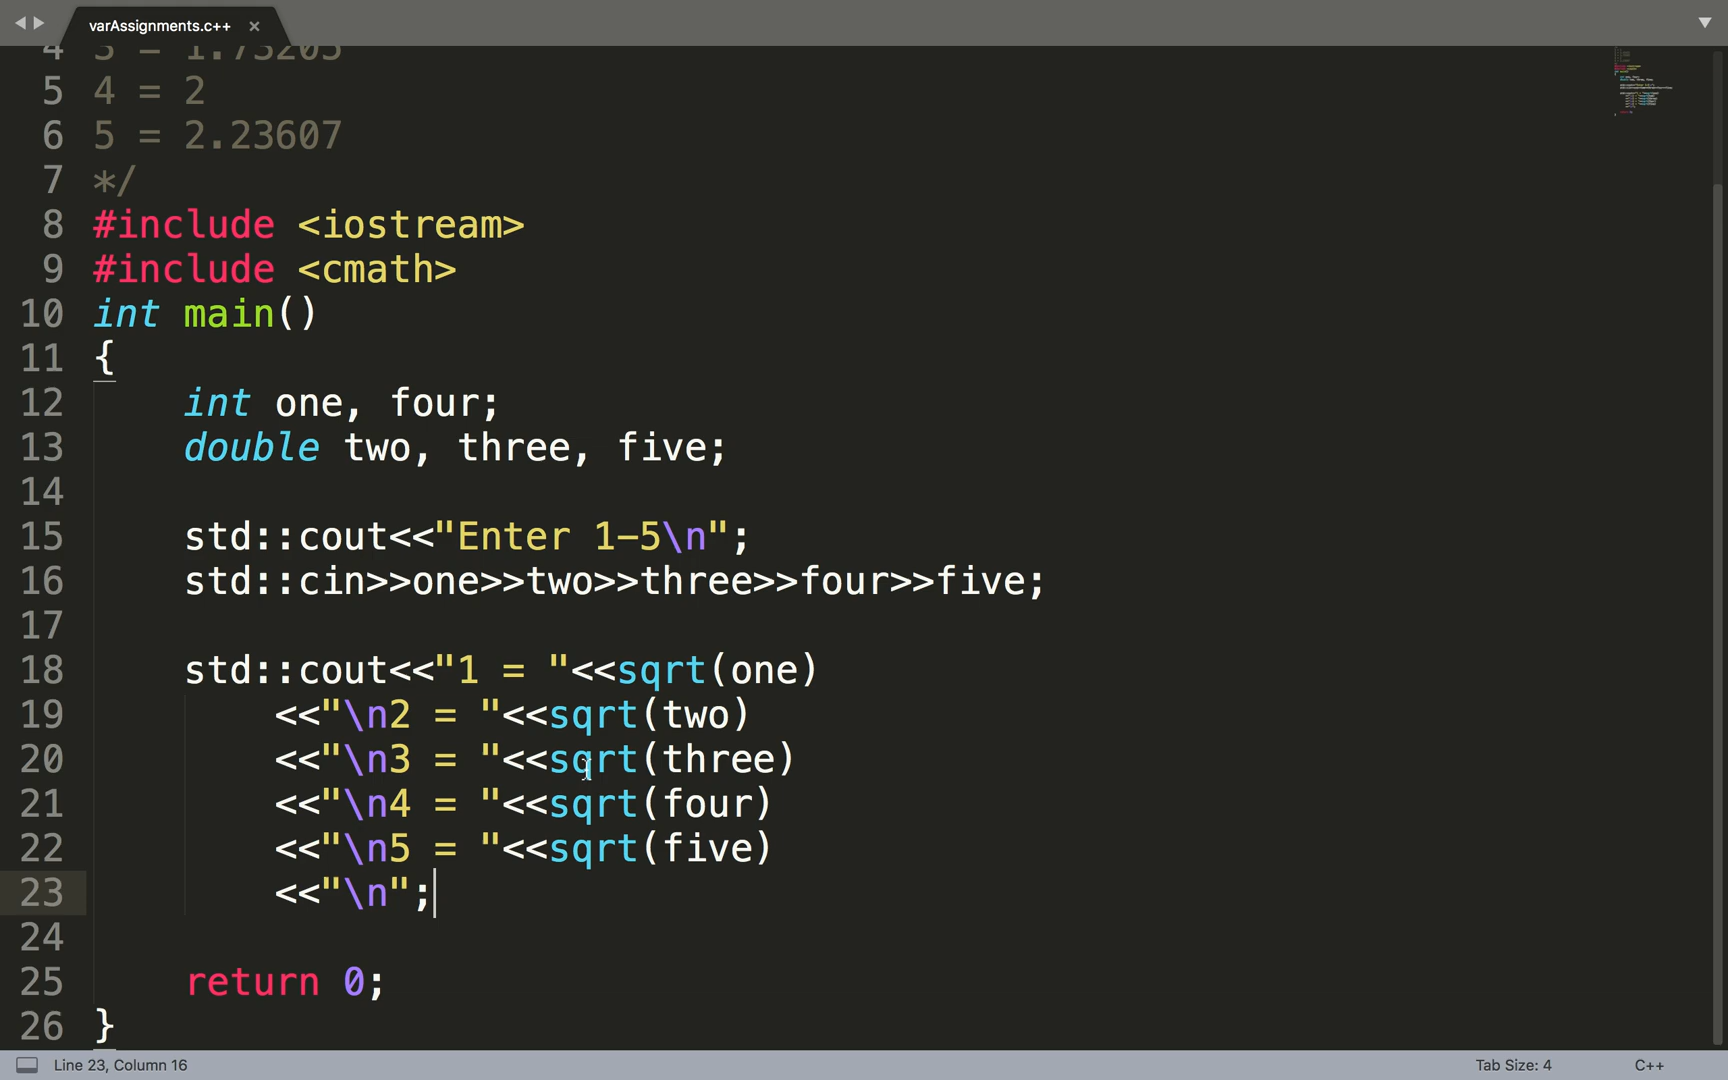 varAssignments.c++ ×
4 3 = 1.73205
5 4 = 2
6 5 = 2.23607
7 */
8 #include <iostream>
9 #include <cmath>
10 int main()
11 {
12 int one, four;
13 double two, three, five;
14
15 std::cout<<"Enter 1-5\n";
16 std::cin>>one>>two>>three>>four>>five;
17
18 std::cout<<"1 = "<<sqrt(one)
19 <<"\n2 = "<<sqrt(two)
20 <<"\n3 = "<<sqrt(three)
21 <<"\n4 = "<<sqrt(four)
22 <<"\n5 = "<<sqrt(five)
23 <<"\n";
24
25 return 0;
26 }
Line 23, Column 16 Tab Size: 4 C++